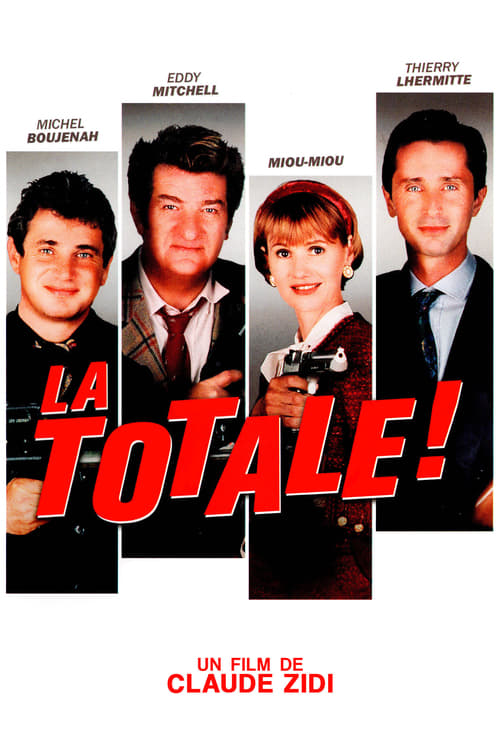 THIERRY
LHERMITTE
EDDY
MITCHELL
MICHEL
BOUJENAH
MIOU-MIOU
LA
TOTALE !
UN FILM DE
CLAUDE ZIDI